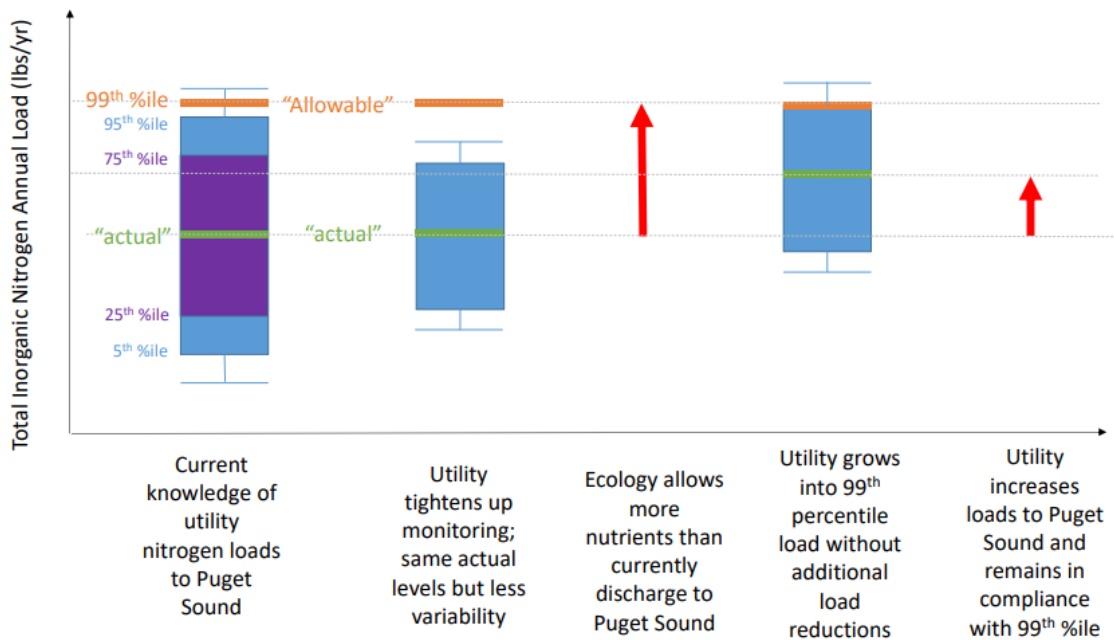 Total Inorganic Nitrogen Annual Load (lbs/yr)
99th %ile
95th %ile
75th %ile
"actual"
25th %ile
5th %ile
"Allowable"
"actual"
Current
knowledge of
utility
nitrogen loads
to Puget
Sound
Utility
tightens up
monitoring;
same actual
levels but less
variability
Ecology allows
more
nutrients than
currently
discharge to
Puget Sound
Utility grows
into 99th
percentile
load without
additional
load
reductions
Utility
increases
loads to Puget
Sound and
remains in
compliance
with 99th %ile